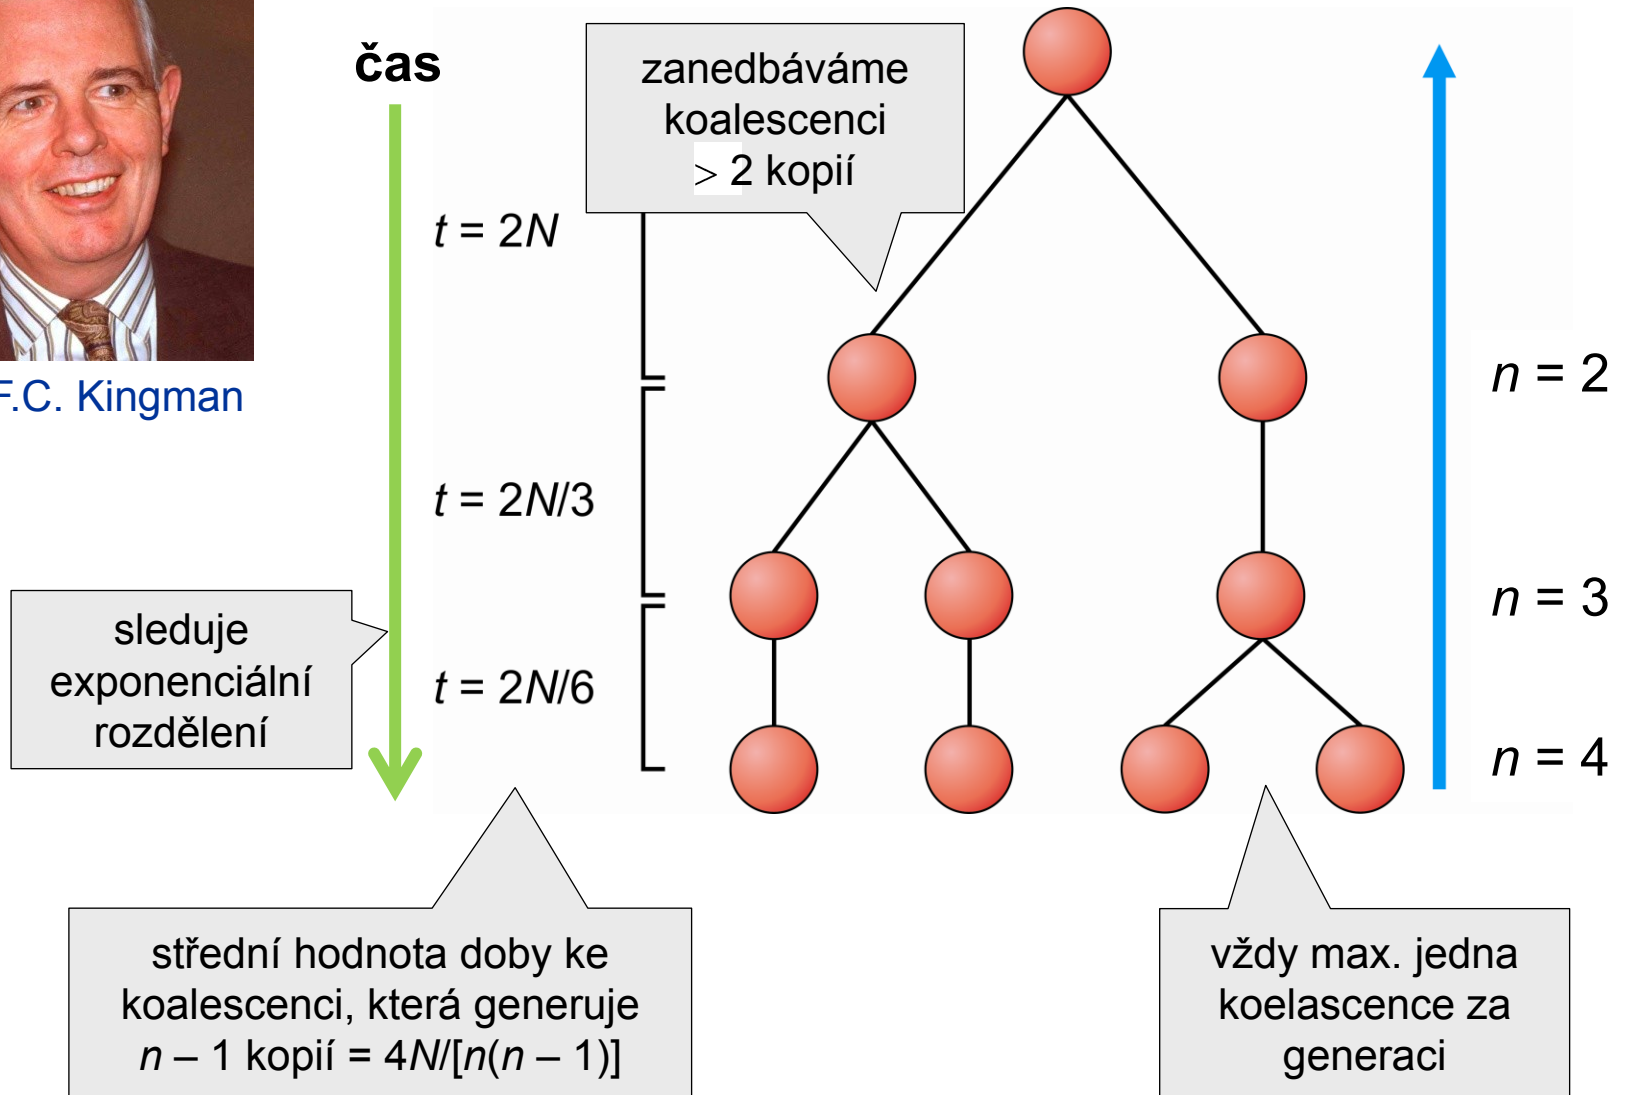 čas
zanedbáváme
koalescenci
> 2 kopií
t = 2N
F.C. Kingman
n = 2
t = 2N/3
n = 3
sleduje
exponenciální
rozdělení
t = 2N/6
n = 4
střední hodnota doby ke
koalescenci, která generuje
n – 1 kopií = 4N/[n(n – 1)]
vždy max. jedna
koelascence za
generaci